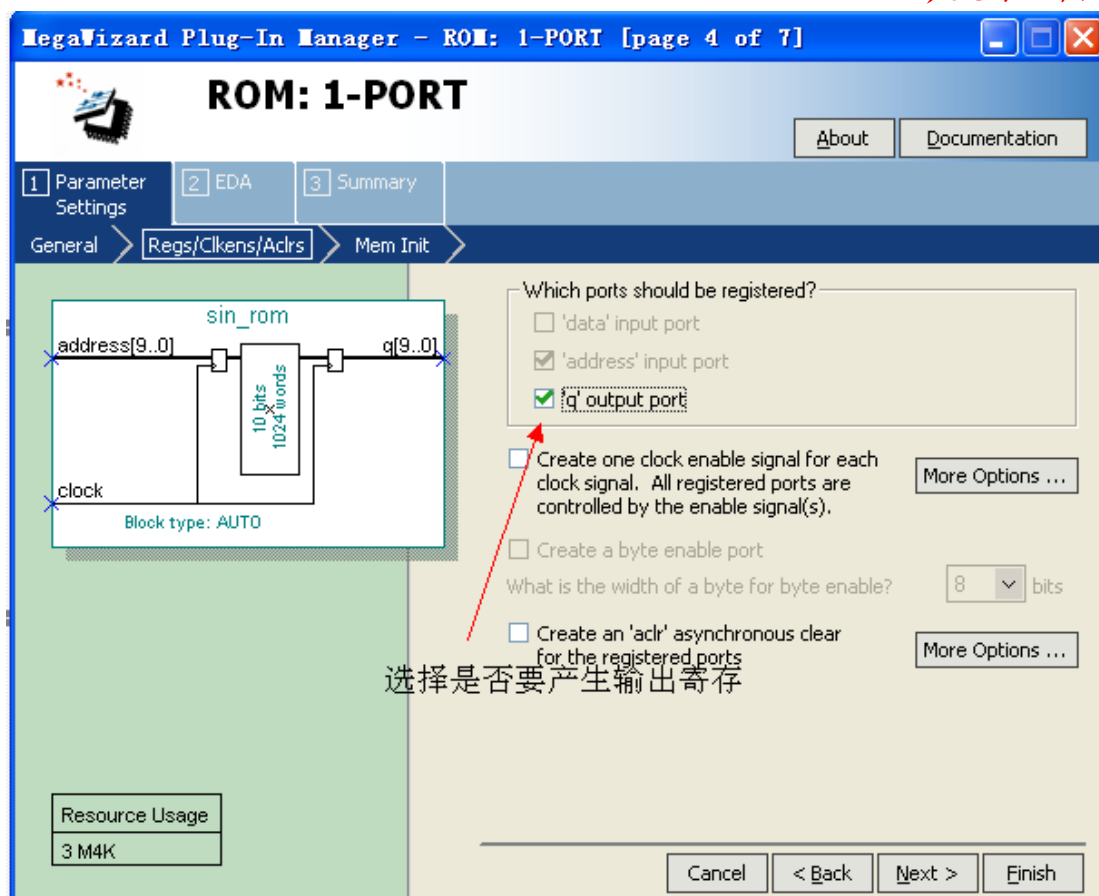 MegaWizard Plug-In Manager - ROM: 1-PORT [page 4 of 7]
ROM: 1-PORT
About
Documentation
1 Parameter Settings
2 EDA
3 Summary
General
Regs/Clkens/Aclrs
Mem Init
sin_rom
address[9..0]
q[9..0]
10 bits
x
1024 words
clock
Block type: AUTO
Which ports should be registered?
'data' input port
'address' input port
'q' output port
Create one clock enable signal for each
clock signal. All registered ports are
controlled by the enable signal(s).
More Options ...
Create a byte enable port
What is the width of a byte for byte enable?
8
bits
Create an 'aclr' asynchronous clear
for the registered ports
More Options ...
选择是否要产生输出寄存
Resource Usage
3 M4K
Cancel
< Back
Next >
Finish